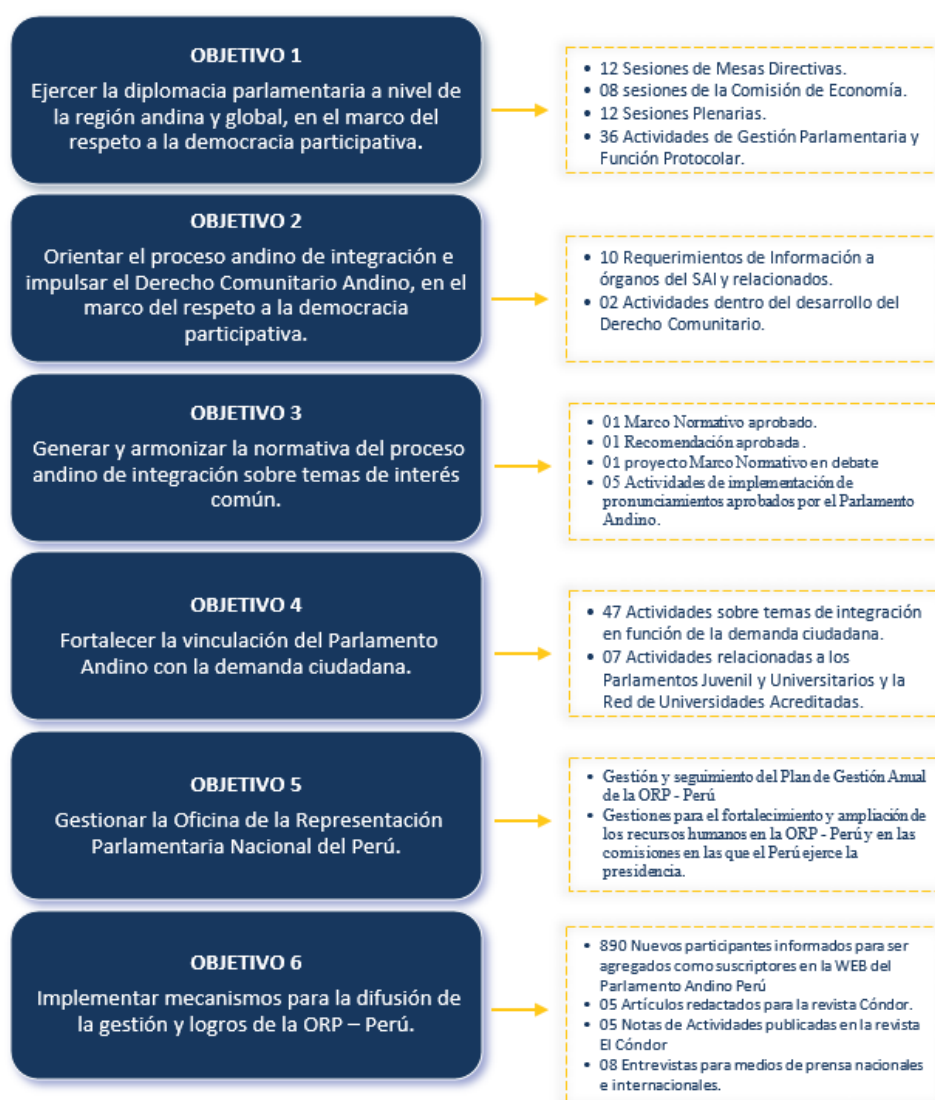 OBJETIVO 1
Ejercer la diplomacia parlamentaria a nivel de
la región andina y global, en el marco del
respeto a la democracia participativa.
• 12 Sesiones de Mesas Directivas.
• 08 sesiones de la Comisión de Economía.
• 12 Sesiones Plenarias.
• 36 Actividades de Gestión Parlamentaria y
Función Protocolar.
OBJETIVO 2
Orientar el proceso andino de integración e
impulsar el Derecho Comunitario Andino, en el
marco del respeto a la democracia
participativa.
• 10 Requerimientos de Información a
órganos del SAI y relacionados.
• 02 Actividades dentro del desarrollo del
Derecho Comunitario.
OBJETIVO 3
Generar y armonizar la normativa del proceso
andino de integración sobre temas de interés
común.
• 01 Marco Normativo aprobado.
• 01 Recomendación aprobada .
• 01 proyecto Marco Normativo en debate
• 05 Actividades de implementación de
pronunciamientos aprobados por el Parlamento
Andino.
OBJETIVO 4
Fortalecer la vinculación del Parlamento
Andino con la demanda ciudadana.
• 47 Actividades sobre temas de integración
en función de la demanda ciudadana.
• 07 Actividades relacionadas a los
Parlamentos Juvenil y Universitarios y la
Red de Universidades Acreditadas.
OBJETIVO 5
Gestionar la Oficina de la Representación
Parlamentaria Nacional del Perú.
• Gestión y seguimiento del Plan de Gestión Anual
de la ORP - Perú
• Gestiones para el fortalecimiento y ampliación de
los recursos humanos en la ORP - Perú y en las
comisiones en las que el Perú ejerce la
presidencia.
OBJETIVO 6
Implementar mecanismos para la difusión de
la gestión y logros de la ORP – Perú.
• 890 Nuevos participantes informados para ser
agregados como suscriptores en la WEB del
Parlamento Andino Perú
• 05 Artículos redactados para la revista Cóndor.
• 05 Notas de Actividades publicadas en la revista
El Cóndor
• 08 Entrevistas para medios de prensa nacionales
e internacionales.